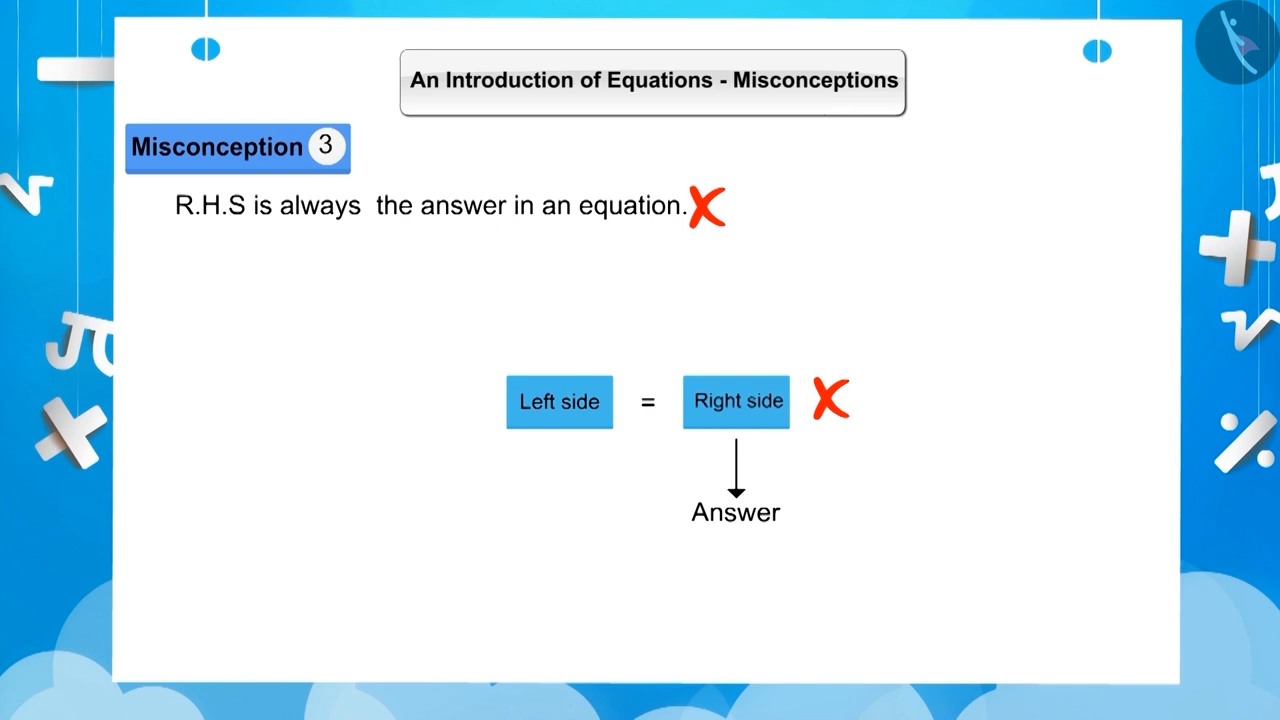 An Introduction of Equations - Misconceptions
Misconception 3
R.H.S is always the answer in an equation.
Left side = Right side
Answer